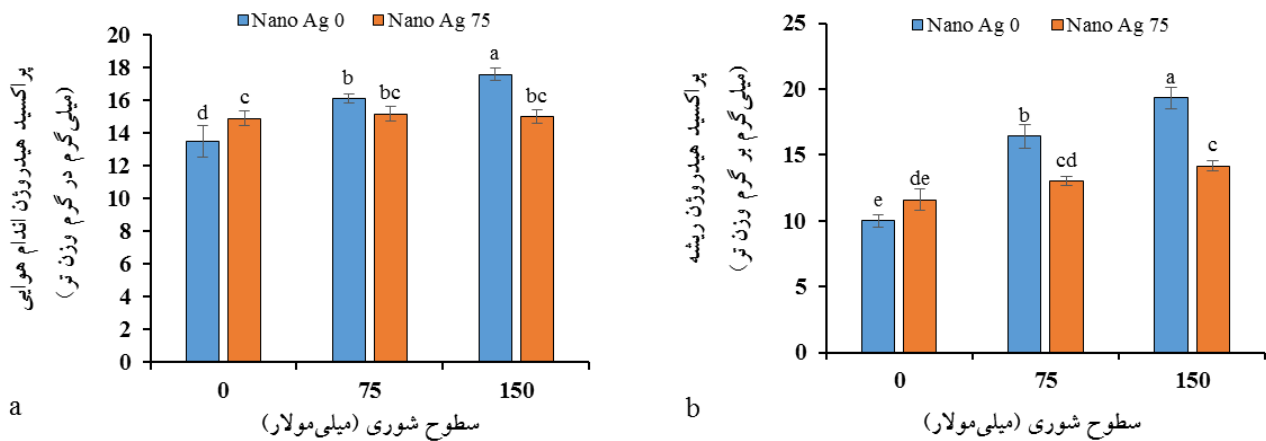 Nano Ag 0 Nano Ag 75
پراکسید هیدروژن اندام هوایی
(میلی‌گرم در گرم وزن تر)
20
18
16
14
12
10
8
6
4
2
0
d
c
b
bc
a
bc
0 75 150
سطوح شوری (میلی‌مولار)
a
Nano Ag 0 Nano Ag 75
پراکسید هیدروژن ریشه
(میلی‌گرم بر گرم وزن تر)
25
20
15
10
5
0
e
de
b
cd
a
c
0 75 150
سطوح شوری (میلی‌مولار)
b